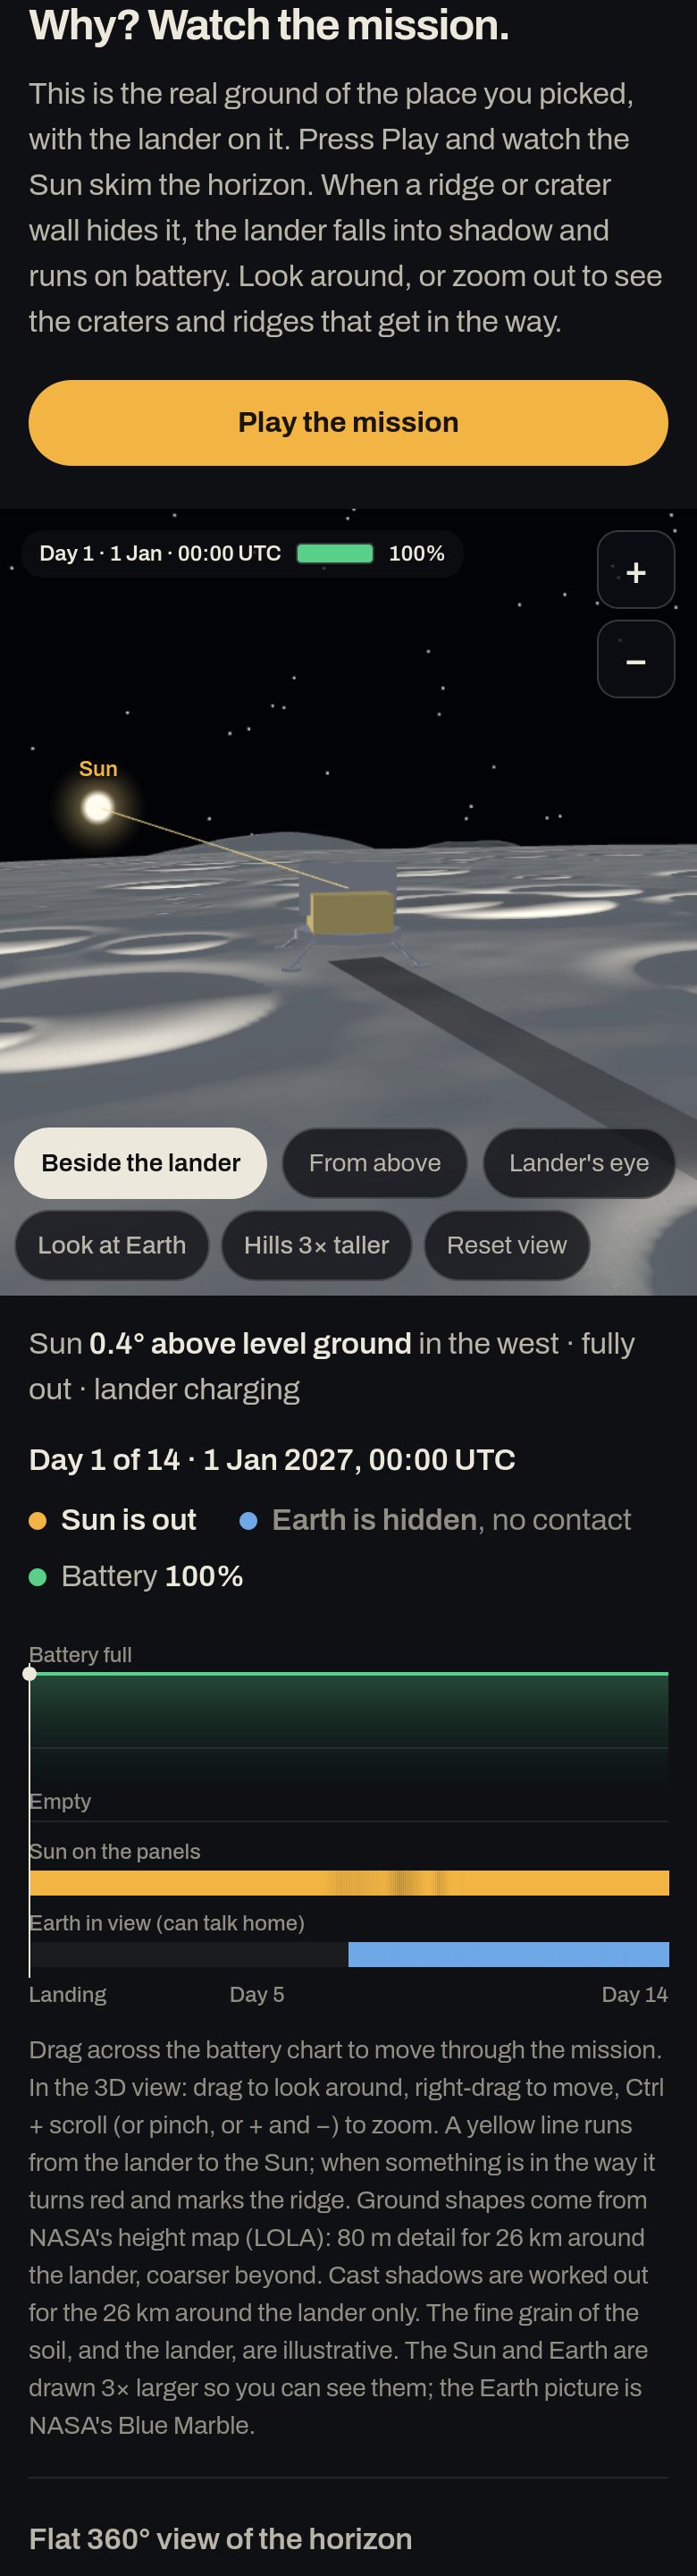 Why? Watch the mission.
This is the real ground of the place you picked,
with the lander on it. Press Play and watch the
Sun skim the horizon. When a ridge or crater
wall hides it, the lander falls into shadow and
runs on battery. Look around, or zoom out to see
the craters and ridges that get in the way.
Play the mission
Day 1 · 1 Jan · 00:00 UTC 100%
+
−
Sun
Beside the lander From above Lander's eye
Look at Earth Hills 3× taller Reset view
Sun 0.4° above level ground in the west · fully
out · lander charging
Day 1 of 14 · 1 Jan 2027, 00:00 UTC
Sun is out Earth is hidden, no contact
Battery 100%
Battery full
Empty
Sun on the panels
Earth in view (can talk home)
Landing Day 5 Day 14
Drag across the battery chart to move through the mission.
In the 3D view: drag to look around, right-drag to move, Ctrl
+ scroll (or pinch, or + and −) to zoom. A yellow line runs
from the lander to the Sun; when something is in the way it
turns red and marks the ridge. Ground shapes come from
NASA's height map (LOLA): 80 m detail for 26 km around
the lander, coarser beyond. Cast shadows are worked out
for the 26 km around the lander only. The fine grain of the
soil, and the lander, are illustrative. The Sun and Earth are
drawn 3× larger so you can see them; the Earth picture is
NASA's Blue Marble.
Flat 360° view of the horizon